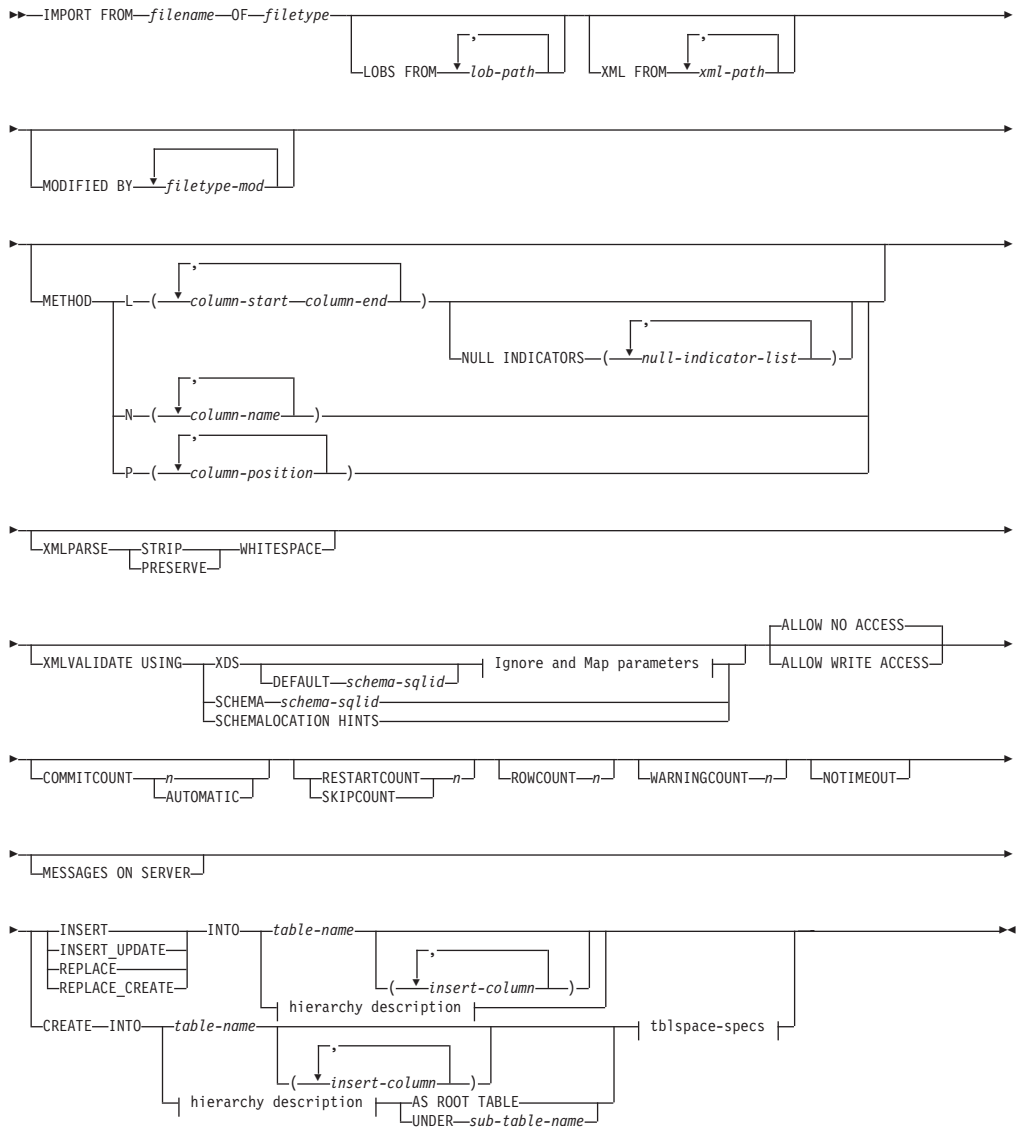 IMPORT FROM filename OF filetype
,
LOBS FROM lob-path
,
XML FROM xml-path
MODIFIED BY filetype-mod
METHOD L ( column-start column-end )
,
NULL INDICATORS ( null-indicator-list )
,
N ( column-name )
,
P ( column-position )
,
XMLPARSE STRIP WHITESPACE
PRESERVE
XMLVALIDATE USING XDS Ignore and Map parameters
DEFAULT schema-sqlid
SCHEMA schema-sqlid
SCHEMALOCATION HINTS
ALLOW NO ACCESS
ALLOW WRITE ACCESS
COMMITCOUNT n
AUTOMATIC
RESTARTCOUNT n
SKIPCOUNT
ROWCOUNT n
WARNINGCOUNT n
NOTIMEOUT
MESSAGES ON SERVER
INSERT INTO table-name
INSERT_UPDATE
REPLACE
REPLACE_CREATE
,
( insert-column )
hierarchy description
CREATE INTO table-name tblspace-specs
,
( insert-column )
hierarchy description AS ROOT TABLE
UNDER sub-table-name